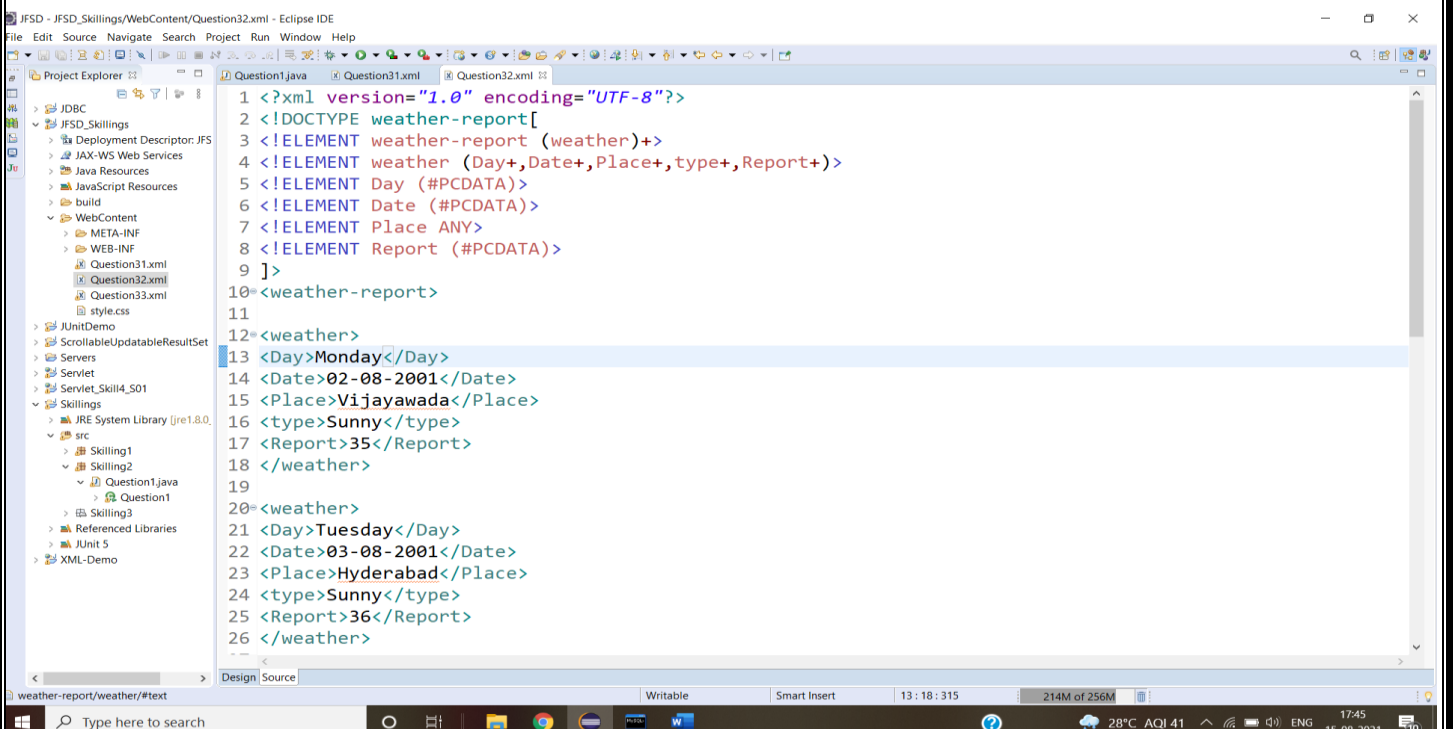 JFSD - JFSD_Skillings/WebContent/Question32.xml - Eclipse IDE
File Edit Source Navigate Search Project Run Window Help
Project Explorer
Question1.java Question31.xml Question32.xml
JDBC
JFSD_Skillings
Deployment Descriptor: JFS
JAX-WS Web Services
Java Resources
JavaScript Resources
build
WebContent
META-INF
WEB-INF
Question31.xml
Question32.xml
Question33.xml
style.css
JUnitDemo
ScrollableUpdatableResultSet
Servers
Servlet
Servlet_Skill4_S01
Skillings
JRE System Library [jre1.8.0_
src
Skilling1
Skilling2
Question1.java
Question1
Skilling3
Referenced Libraries
JUnit 5
XML-Demo
1 <?xml version="1.0" encoding="UTF-8"?>
2 <!DOCTYPE weather-report[
3 <!ELEMENT weather-report (weather)+>
4 <!ELEMENT weather (Day+,Date+,Place+,type+,Report+)>
5 <!ELEMENT Day (#PCDATA)>
6 <!ELEMENT Date (#PCDATA)>
7 <!ELEMENT Place ANY>
8 <!ELEMENT Report (#PCDATA)>
9 ]>
10 <weather-report>
11
12 <weather>
13 <Day>Monday</Day>
14 <Date>02-08-2001</Date>
15 <Place>Vijayawada</Place>
16 <type>Sunny</type>
17 <Report>35</Report>
18 </weather>
19
20 <weather>
21 <Day>Tuesday</Day>
22 <Date>03-08-2001</Date>
23 <Place>Hyderabad</Place>
24 <type>Sunny</type>
25 <Report>36</Report>
26 </weather>
Design Source
weather-report/weather/#text Writable Smart Insert 13 : 18 : 315 214M of 256M
Type here to search 28°C AQI 41 ENG 17:45